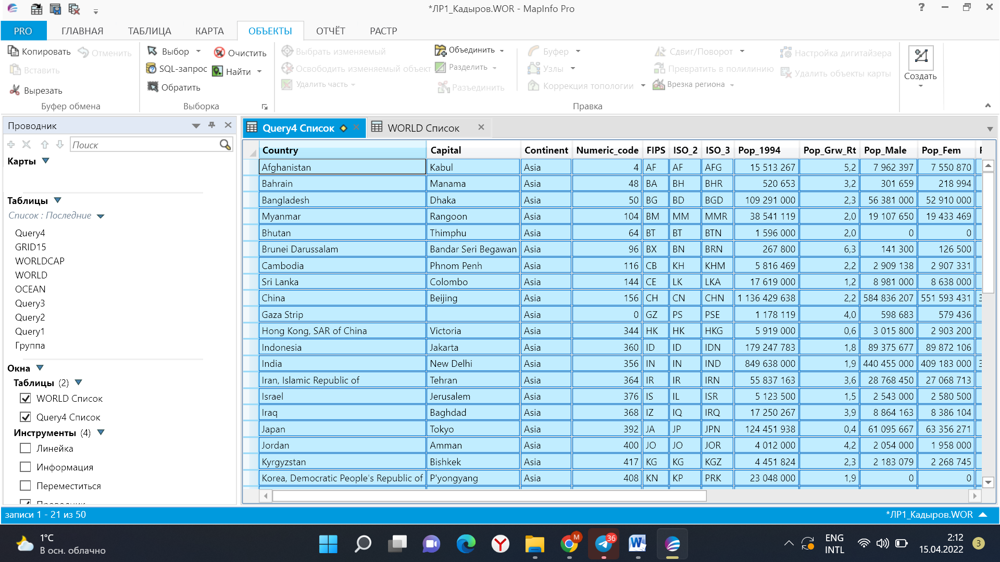 *ЛР1_Кадыров.WOR - MapInfo Pro
PRO ГЛАВНАЯ ТАБЛИЦА КАРТА ОБЪЕКТЫ ОТЧЁТ РАСТР
Копировать Отменить
Вставить
Вырезать
Буфер обмена
Выбор Очистить
SQL-запрос Найти
Обратить
Выборка
Выбрать изменяемый
Освободить изменяемый объект
Удалить часть
Объединить
Разделить
Разъединить
Буфер
Узлы
Коррекция топологии
Сдвиг/Поворот
Превратить в полилинию
Врезка региона
Настройка дигитайзера
Удалить объекты карты
Правка
Создать
Проводник
Поиск
Карты
Таблицы
Список : Последние
Query4
GRID15
WORLDCAP
WORLD
OCEAN
Query3
Query2
Query1
Группа
Окна
Таблицы (2)
WORLD Список
Query4 Список
Инструменты (4)
Линейка
Информация
Переместиться
Проводник
Query4 Список WORLD Список
Country Capital Continent Numeric_code FIPS ISO_2 ISO_3 Pop_1994 Pop_Grw_Rt Pop_Male Pop_Fem
Afghanistan Kabul Asia 4 AF AF AFG 15 513 267 5,2 7 962 397 7 550 870
Bahrain Manama Asia 48 BA BH BHR 520 653 3,2 301 659 218 994
Bangladesh Dhaka Asia 50 BG BD BGD 109 291 000 2,3 56 381 000 52 910 000
Myanmar Rangoon Asia 104 BM MM MMR 38 541 119 2,0 19 107 650 19 433 469
Bhutan Thimphu Asia 64 BT BT BTN 1 596 000 2,0 0 0
Brunei Darussalam Bandar Seri Begawan Asia 96 BX BN BRN 267 800 6,3 141 300 126 500
Cambodia Phnom Penh Asia 116 CB KH KHM 5 816 469 2,2 2 909 138 2 907 331
Sri Lanka Colombo Asia 144 CE LK LKA 17 619 000 1,2 8 981 000 8 638 000
China Beijing Asia 156 CH CN CHN 1 136 429 638 2,2 584 836 207 551 593 431 3
Gaza Strip Asia 0 GZ PS PSE 1 178 119 4,0 598 683 579 436
Hong Kong, SAR of China Victoria Asia 344 HK HK HKG 5 919 000 0,6 3 015 800 2 903 200
Indonesia Jakarta Asia 360 ID ID IDN 179 247 783 1,8 89 375 677 89 872 106
India New Delhi Asia 356 IN IN IND 849 638 000 1,9 440 455 000 409 183 000 3
Iran, Islamic Republic of Tehran Asia 364 IR IR IRN 55 837 163 3,6 28 768 450 27 068 713
Israel Jerusalem Asia 376 IS IL ISR 5 123 500 1,5 2 543 000 2 580 500
Iraq Baghdad Asia 368 IZ IQ IRQ 17 250 267 3,9 8 864 163 8 386 104
Japan Tokyo Asia 392 JA JP JPN 124 451 938 0,4 61 095 667 63 356 271
Jordan Amman Asia 400 JO JO JOR 4 012 000 4,2 2 054 000 1 958 000
Kyrgyzstan Bishkek Asia 417 KG KG KGZ 4 451 824 2,3 2 183 079 2 268 745
Korea, Democratic People's Republic of P'yongyang Asia 408 KN KP PRK 23 048 000 1,9 0 0
записи 1 - 21 из 50 *ЛР1_Кадыров.WOR
1°C
В осн. облачно
M
36
ENG
INTL
2:12
15.04.2022
3